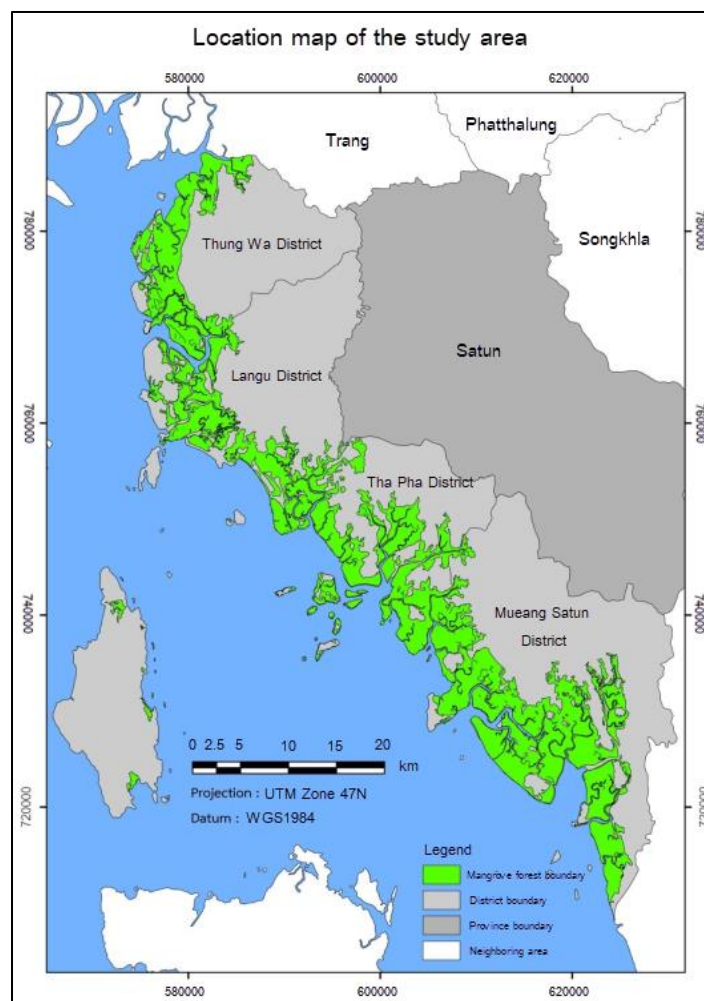 Location map of the study area
580000 600000 620000
Phatthalung
Trang
780000 780000
Songkhla
Thung Wa District
Satun
Langu District
760000 760000
Tha Pha District
740000 740000
Mueang Satun
District
0 2.5 5 10 15 20
km
Projection : UTM Zone 47N
720000 720000
Datum : WGS1984
Legend
Mangrove forest boundary
District boundary
Province boundary
Neighboring area
580000 600000 620000